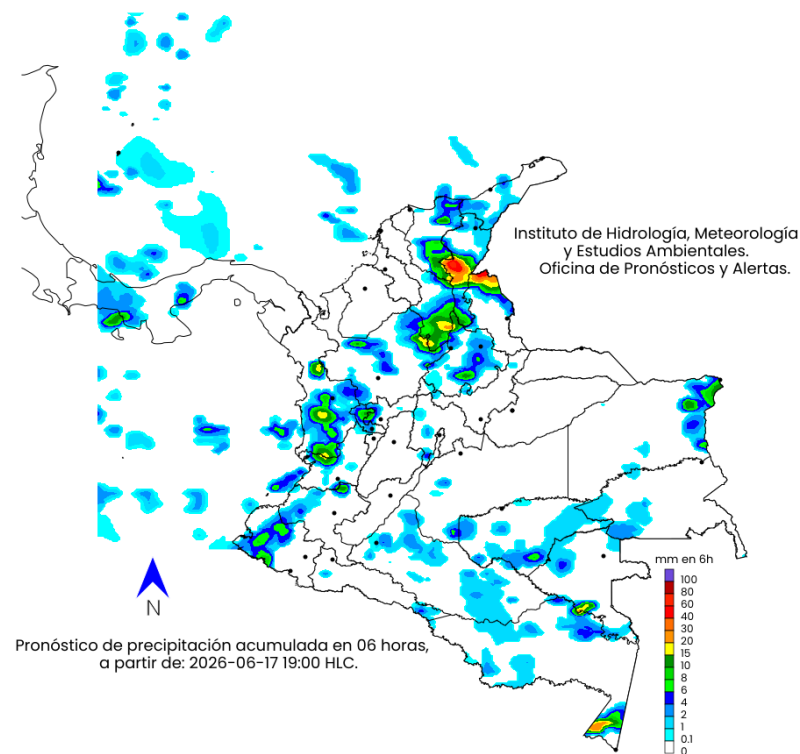 Instituto de Hidrología, Meteorología
y Estudios Ambientales.
Oficina de Pronósticos y Alertas.
mm en 6h
100
80
60
40
30
20
15
10
8
6
4
2
1
0.1
0
N
Pronóstico de precipitación acumulada en 06 horas,
a partir de: 2026-06-17 19:00 HLC.